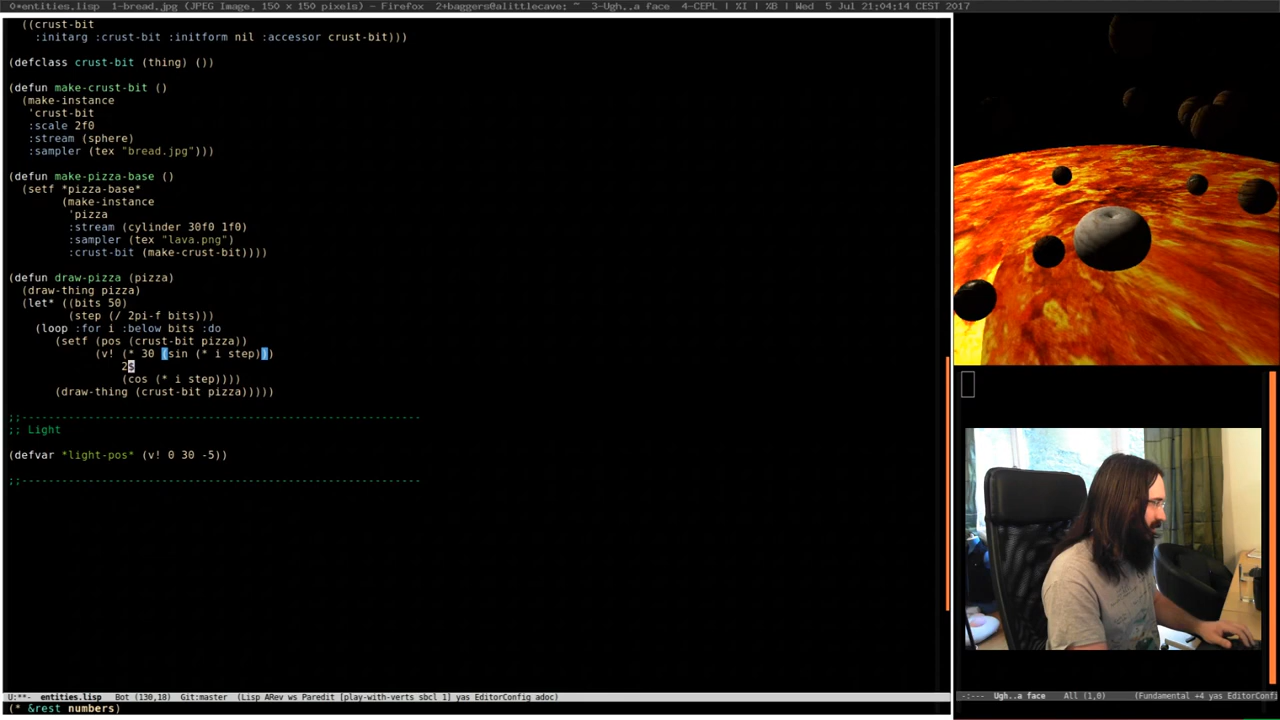 0*entities.lisp  1-bread..jpg (JPEG Image, 150 × 150 pixels) - Firefox  2*baggers@alittlecave: ~  3-Ugh..a face  4-CEPL | %I | %B | Wed  5 Jul 21:04:14 CEST 2017
((crust-bit
:initarg :crust-bit :initform nil :accessor crust-bit)))
(defclass crust-bit (thing) ())
(defun make-crust-bit ()
(make-instance
'crust-bit
:scale 2f0
:stream (sphere)
:sampler (tex "bread.jpg")))
(defun make-pizza-base ()
(setf *pizza-base*
(make-instance
'pizza
:stream (cylinder 30f0 1f0)
:sampler (tex "lava.png")
:crust-bit (make-crust-bit))))
(defun draw-pizza (pizza)
(draw-thing pizza)
(let* ((bits 50)
(step (/ 2pi-f bits)))
(loop :for i :below bits :do
(setf (pos (crust-bit pizza))
(v! (* 30 (sin (* i step)))
2s
(cos (* i step))))
(draw-thing (crust-bit pizza)))))
;;---------------------------------------------------------------
;; Light
(defvar *light-pos* (v! 0 30 -5))
;;---------------------------------------------------------------
U:**-  entities.lisp  Bot (130,18)  Git:master  (Lisp ARev ws Paredit [play-with-verts sbcl 1] yas EditorConfig adoc)
-:---  Ugh..a face  All (1,0)  (Fundamental +4 yas EditorConfi
(* &rest numbers)